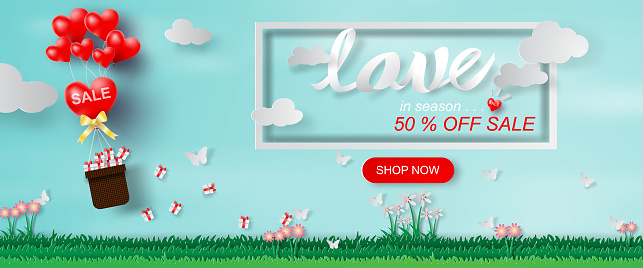 SALE
love
in season . . .
50 % OFF SALE
SHOP NOW